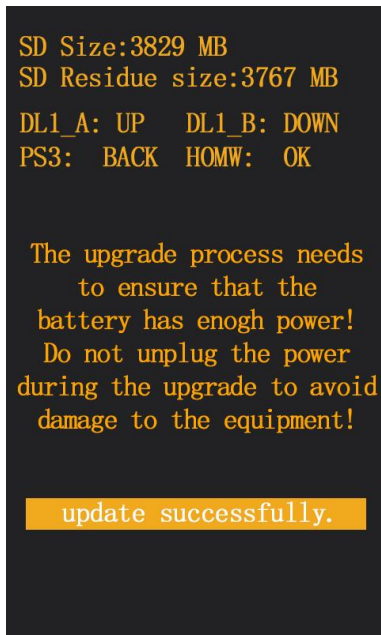 SD Size:3829 MB
SD Residue size:3767 MB
DL1_A: UP DL1_B: DOWN
PS3: BACK HOMW: OK
The upgrade process needs
to ensure that the
battery has enogh power!
Do not unplug the power
during the upgrade to avoid
damage to the equipment!
update successfully.